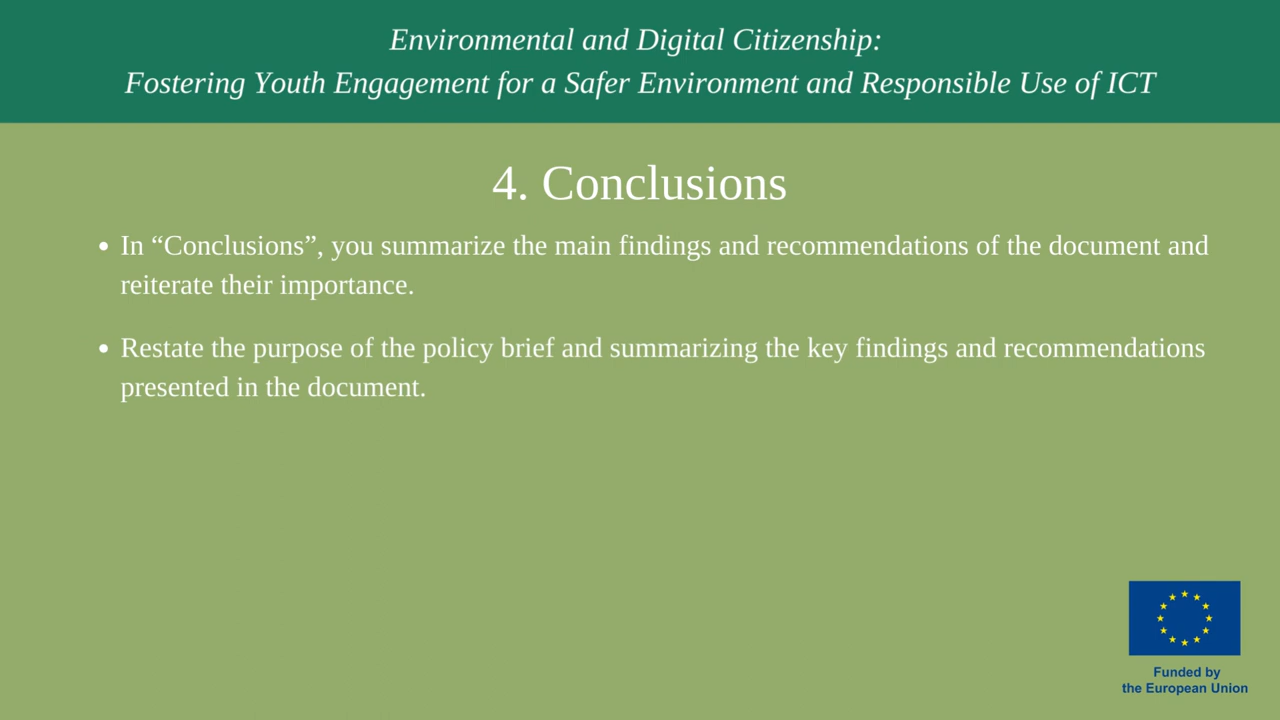 Environmental and Digital Citizenship:
Fostering Youth Engagement for a Safer Environment and Responsible Use of ICT
4. Conclusions
• In “Conclusions”, you summarize the main findings and recommendations of the document and
reiterate their importance.
• Restate the purpose of the policy brief and summarizing the key findings and recommendations
presented in the document.
Funded by
the European Union